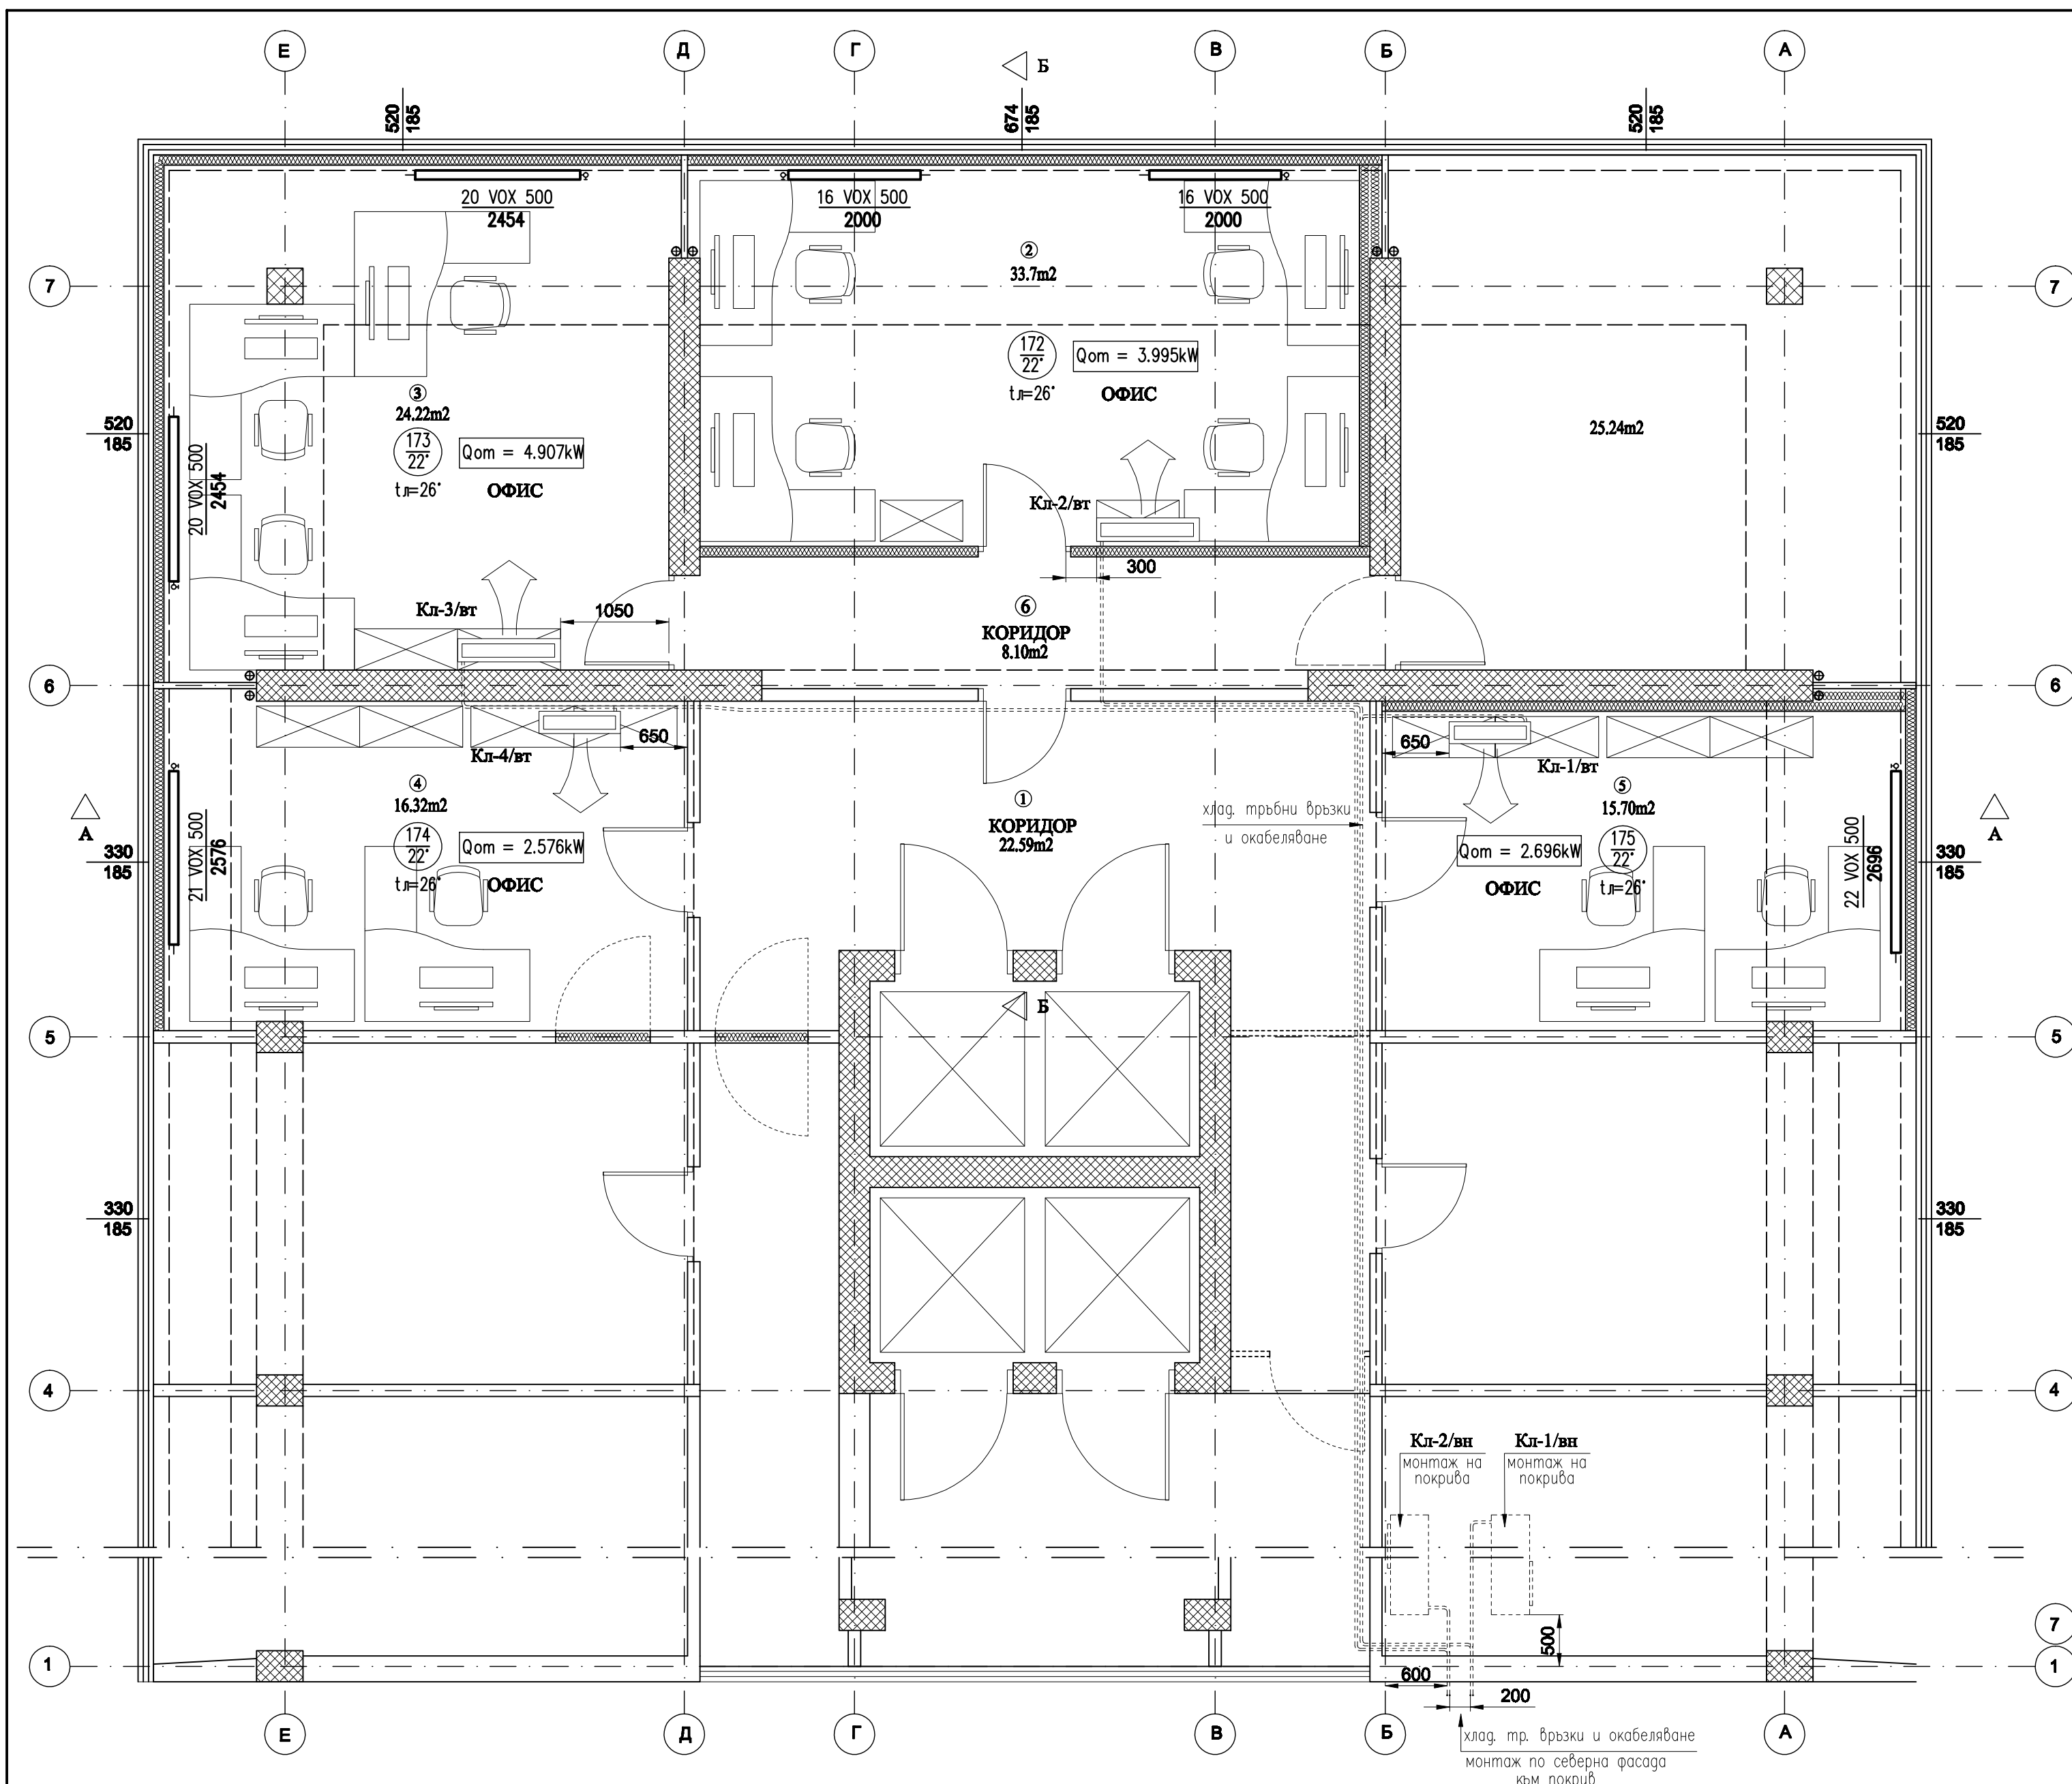 Е Д Г В Б А
Б
520
185
674
185
520
185
20 VOX 500
2454
16 VOX 500
2000
16 VOX 500
2000
7
7
②
33.7m2
172
22°
Qот = 3.995kW
tл=26°
ОФИС
③
24.22m2
173
22°
Qот = 4.907kW
tл=26°
ОФИС
520
185
20 VOX 500
2454
25.24m2
520
185
Кл-2/вт
300
Кл-3/вт
1050
⑥
КОРИДОР
8.10m2
6
6
650
Кл-4/вт
650
Кл-1/вт
④
16.32m2
174
22°
Qот = 2.576kW
tл=26°
ОФИС
21 VOX 500
2576
А
330
185
①
КОРИДОР
22.59m2
хлад. тръбни връзки
и окабеляване
⑤
15.70m2
175
22°
Qот = 2.696kW
tл=26°
ОФИС
22 VOX 500
2696
А
330
185
Б
5
5
330
185
330
185
4
4
Кл-2/вн
монтаж на
покрива
Кл-1/вн
монтаж на
покрива
500
7
1
1
600
200
хлад. тр. връзки и окабеляване
монтаж по северна фасада
към покрив
Е Д Г В Б А